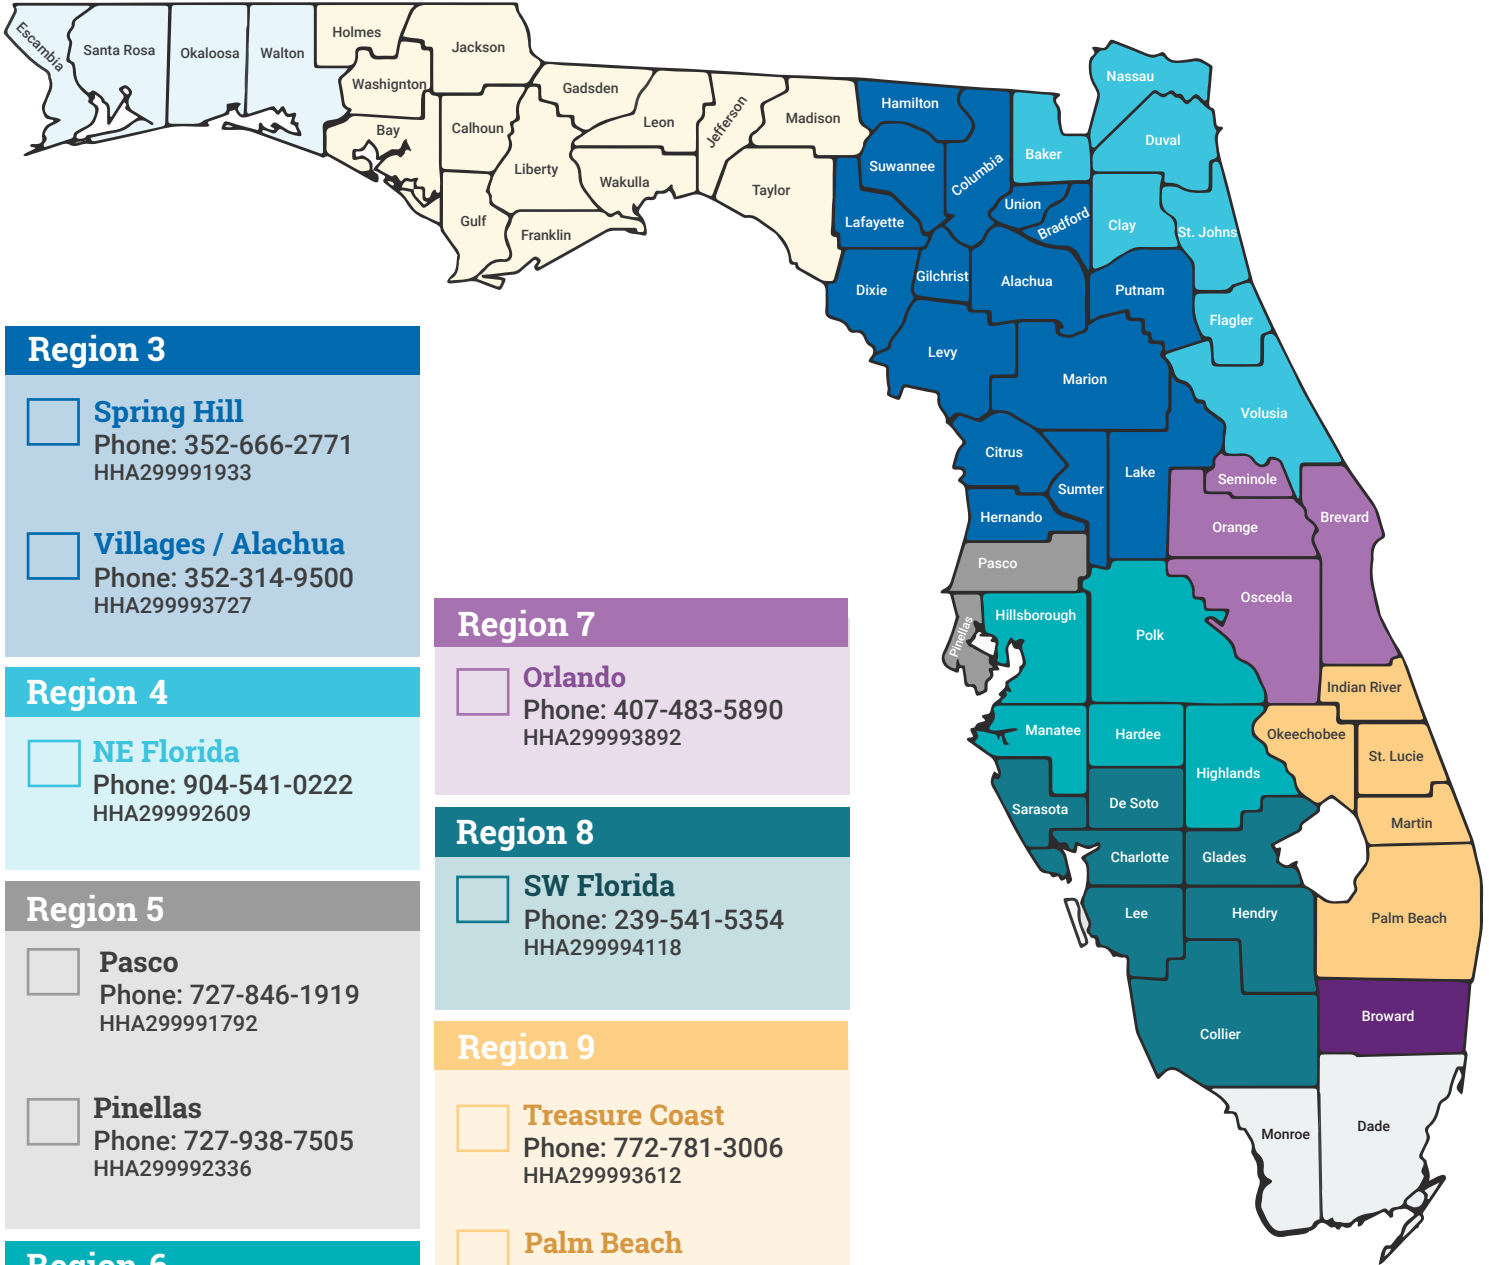 Escambia
Santa Rosa
Okaloosa
Walton
Holmes
Washignton
Jackson
Bay
Calhoun
Gulf
Gadsden
Liberty
Franklin
Leon
Wakulla
Jefferson
Madison
Taylor
Hamilton
Suwannee
Lafayette
Columbia
Baker
Union
Bradford
Nassau
Duval
Clay
St. Johns
Dixie
Gilchrist
Alachua
Putnam
Flagler
Levy
Marion
Volusia
Citrus
Sumter
Lake
Hernando
Seminole
Orange
Brevard
Pasco
Pinellas
Hillsborough
Polk
Osceola
Indian River
Manatee
Hardee
Highlands
Okeechobee
St. Lucie
Sarasota
De Soto
Martin
Charlotte
Glades
Lee
Hendry
Palm Beach
Collier
Broward
Monroe
Dade
Region 3
Spring Hill
Phone: 352-666-2771
HHA299991933
Villages / Alachua
Phone: 352-314-9500
HHA299993727
Region 4
NE Florida
Phone: 904-541-0222
HHA299992609
Region 5
Pasco
Phone: 727-846-1919
HHA299991792
Pinellas
Phone: 727-938-7505
HHA299992336
Region 6
Region 7
Orlando
Phone: 407-483-5890
HHA299993892
Region 8
SW Florida
Phone: 239-541-5354
HHA299994118
Region 9
Treasure Coast
Phone: 772-781-3006
HHA299993612
Palm Beach